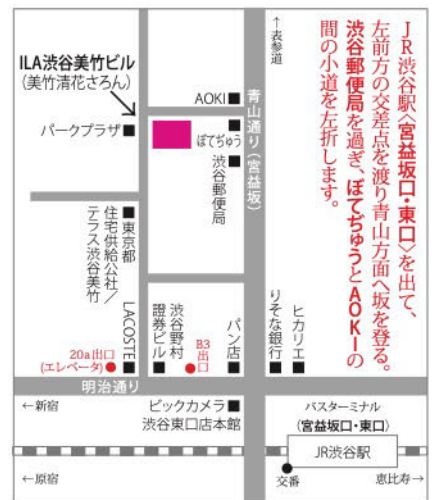 JR渋谷駅〈宮益坂口・東口〉を出て、
左前方の交差点を渡り青山方面へ坂を登る。
渋谷郵便局を過ぎ、ぼてぢゅうとAOKIの
間の小道を左折します。
↑表参道
ILA渋谷美竹ビル
(美竹清花さろん)
AOKI
青山通り(宮益坂)
パークプラザ
ぼてぢゅう
渋谷郵便局
東京都
住宅供給公社/
テラス渋谷美竹
LACOSTE
渋谷野村
證券ビル
B3
出口
パン店
りそな銀行
ヒカリエ
20a出口
(エレベータ)
明治通り
←新宿
ビックカメラ
渋谷東口店本館
バスターミナル
(宮益坂口・東口)
JR渋谷駅
←原宿
交番
恵比寿→